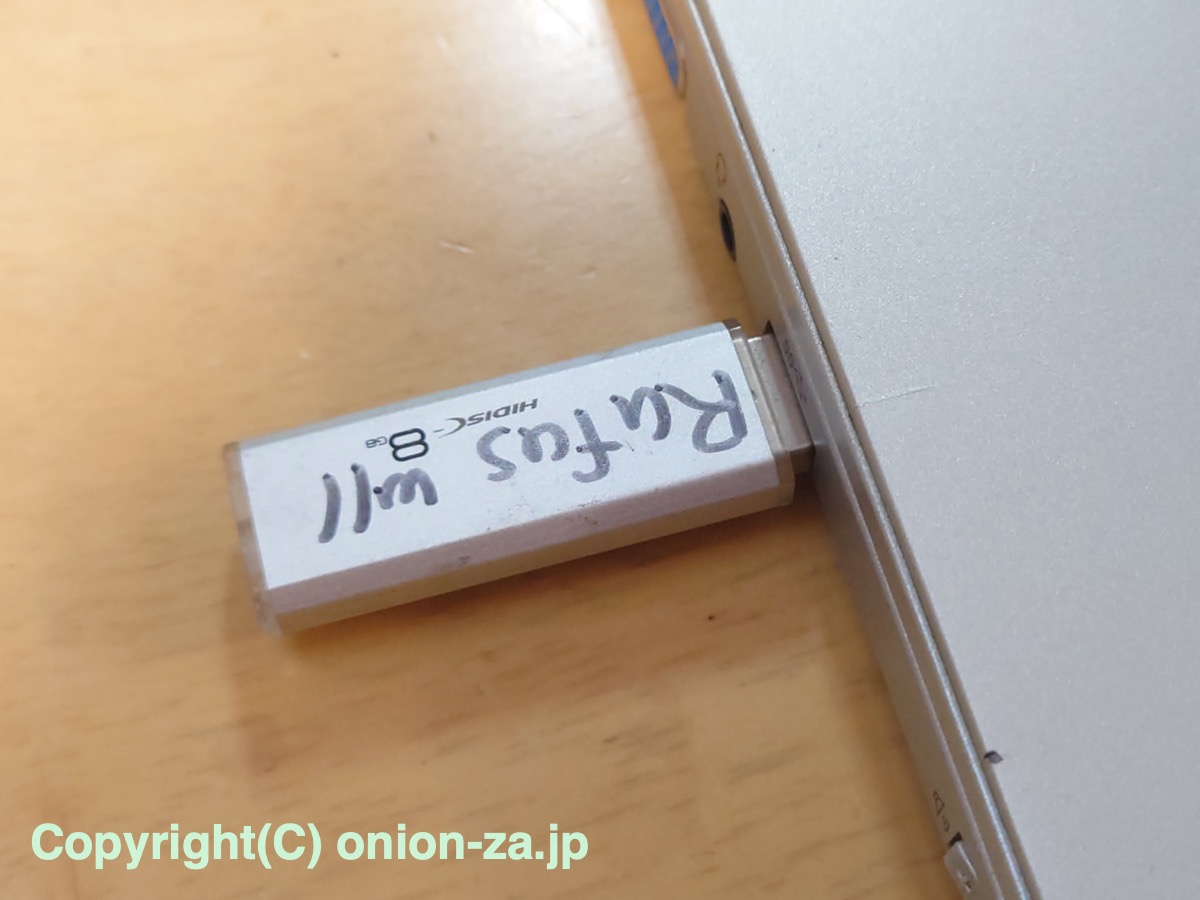 Rufus w11
HIDISC 8GB
Copyright(C) onion-za.jp